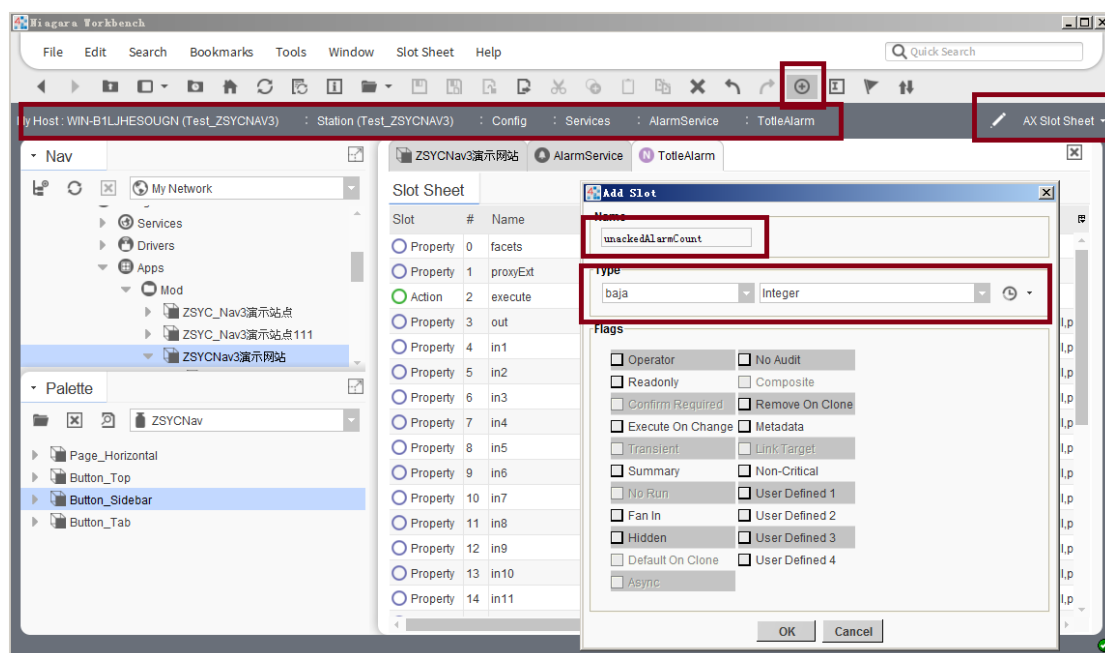 Niagara Workbench
File Edit Search Bookmarks Tools Window Slot Sheet Help
Quick Search
My Host : WIN-B1LJHESOUGN (Test_ZSYCNAV3) : Station (Test_ZSYCNAV3) : Config : Services : AlarmService : TotleAlarm
AX Slot Sheet
Nav
My Network
Services
Drivers
Apps
Mod
ZSYC_Nav3演示站点
ZSYC_Nav3演示站点111
ZSYCNav3演示网站
Palette
ZSYCNav
Page_Horizontal
Button_Top
Button_Sidebar
Button_Tab
ZSYCNav3演示网站 AlarmService TotleAlarm
Slot Sheet
Slot # Name
Property 0 facets
Property 1 proxyExt
Action 2 execute
Property 3 out
Property 4 in1
Property 5 in2
Property 6 in3
Property 7 in4
Property 8 in5
Property 9 in6
Property 10 in7
Property 11 in8
Property 12 in9
Property 13 in10
Property 14 in11
Add Slot
Name
unackedAlarmCount
Type
baja Integer
Flags
Operator No Audit
Readonly Composite
Confirm Required Remove On Clone
Execute On Change Metadata
Transient Link Target
Summary Non-Critical
No Run User Defined 1
Fan In User Defined 2
Hidden User Defined 3
Default On Clone User Defined 4
Async
OK Cancel